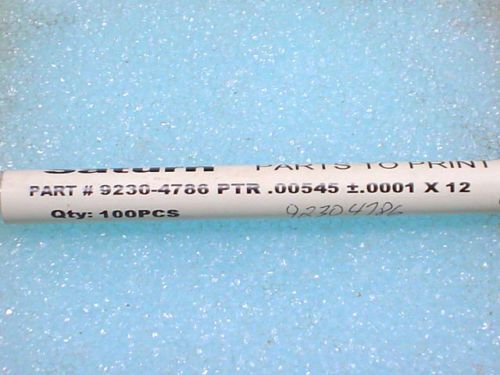 Saturn PARTS TO PRINT
PART # 9230-4786 PTR .00545 ±.0001 X 12
Qty: 100PCS 92304786